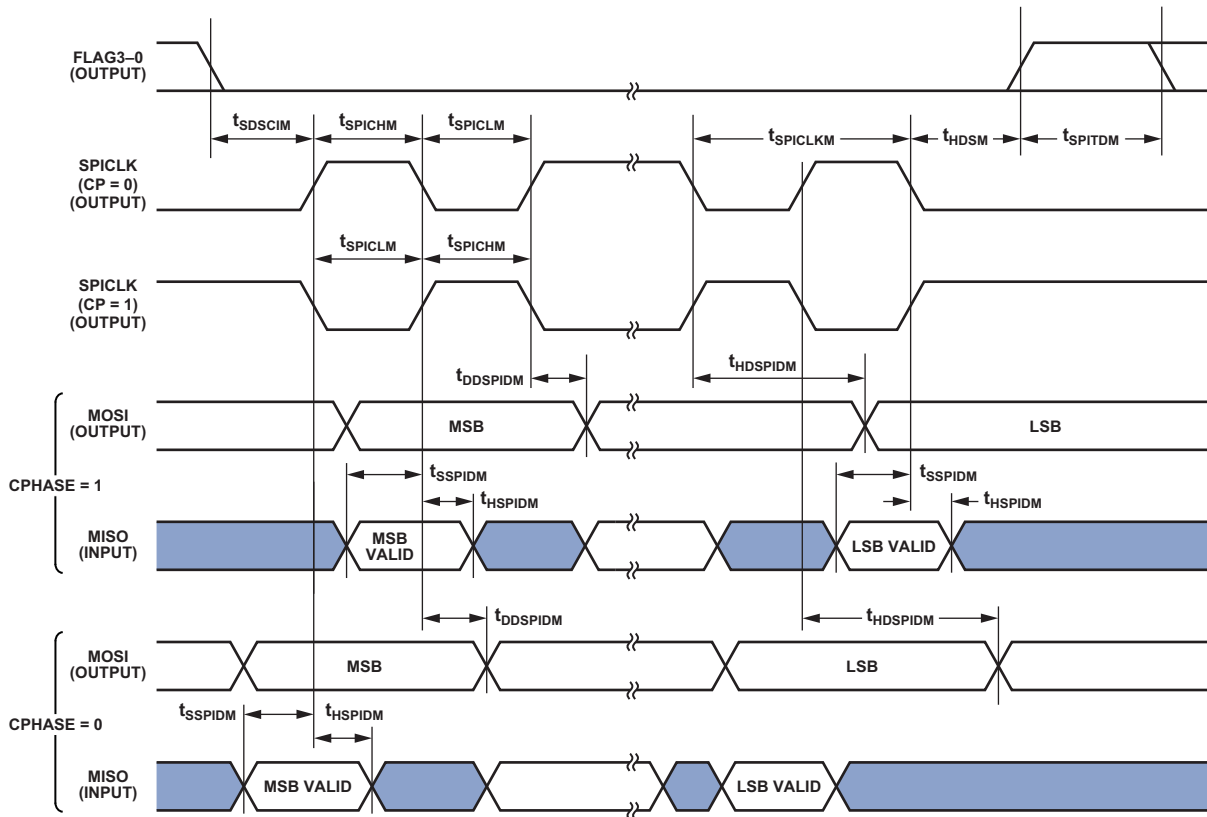 FLAG3–0
(OUTPUT)
tSDSCIM
tSPICHM
tSPICLM
tSPICLKM
tHDSM
tSPITDM
SPICLK
(CP = 0)
(OUTPUT)
tSPICLM
tSPICHM
SPICLK
(CP = 1)
(OUTPUT)
tDDSPIDM
tHDSPIDM
CPHASE = 1
MOSI
(OUTPUT)
MSB
LSB
tSSPIDM
tHSPIDM
tSSPIDM
tHSPIDM
MISO
(INPUT)
MSB
VALID
LSB VALID
tDDSPIDM
tHDSPIDM
CPHASE = 0
MOSI
(OUTPUT)
MSB
LSB
tSSPIDM
tHSPIDM
MISO
(INPUT)
MSB VALID
LSB VALID